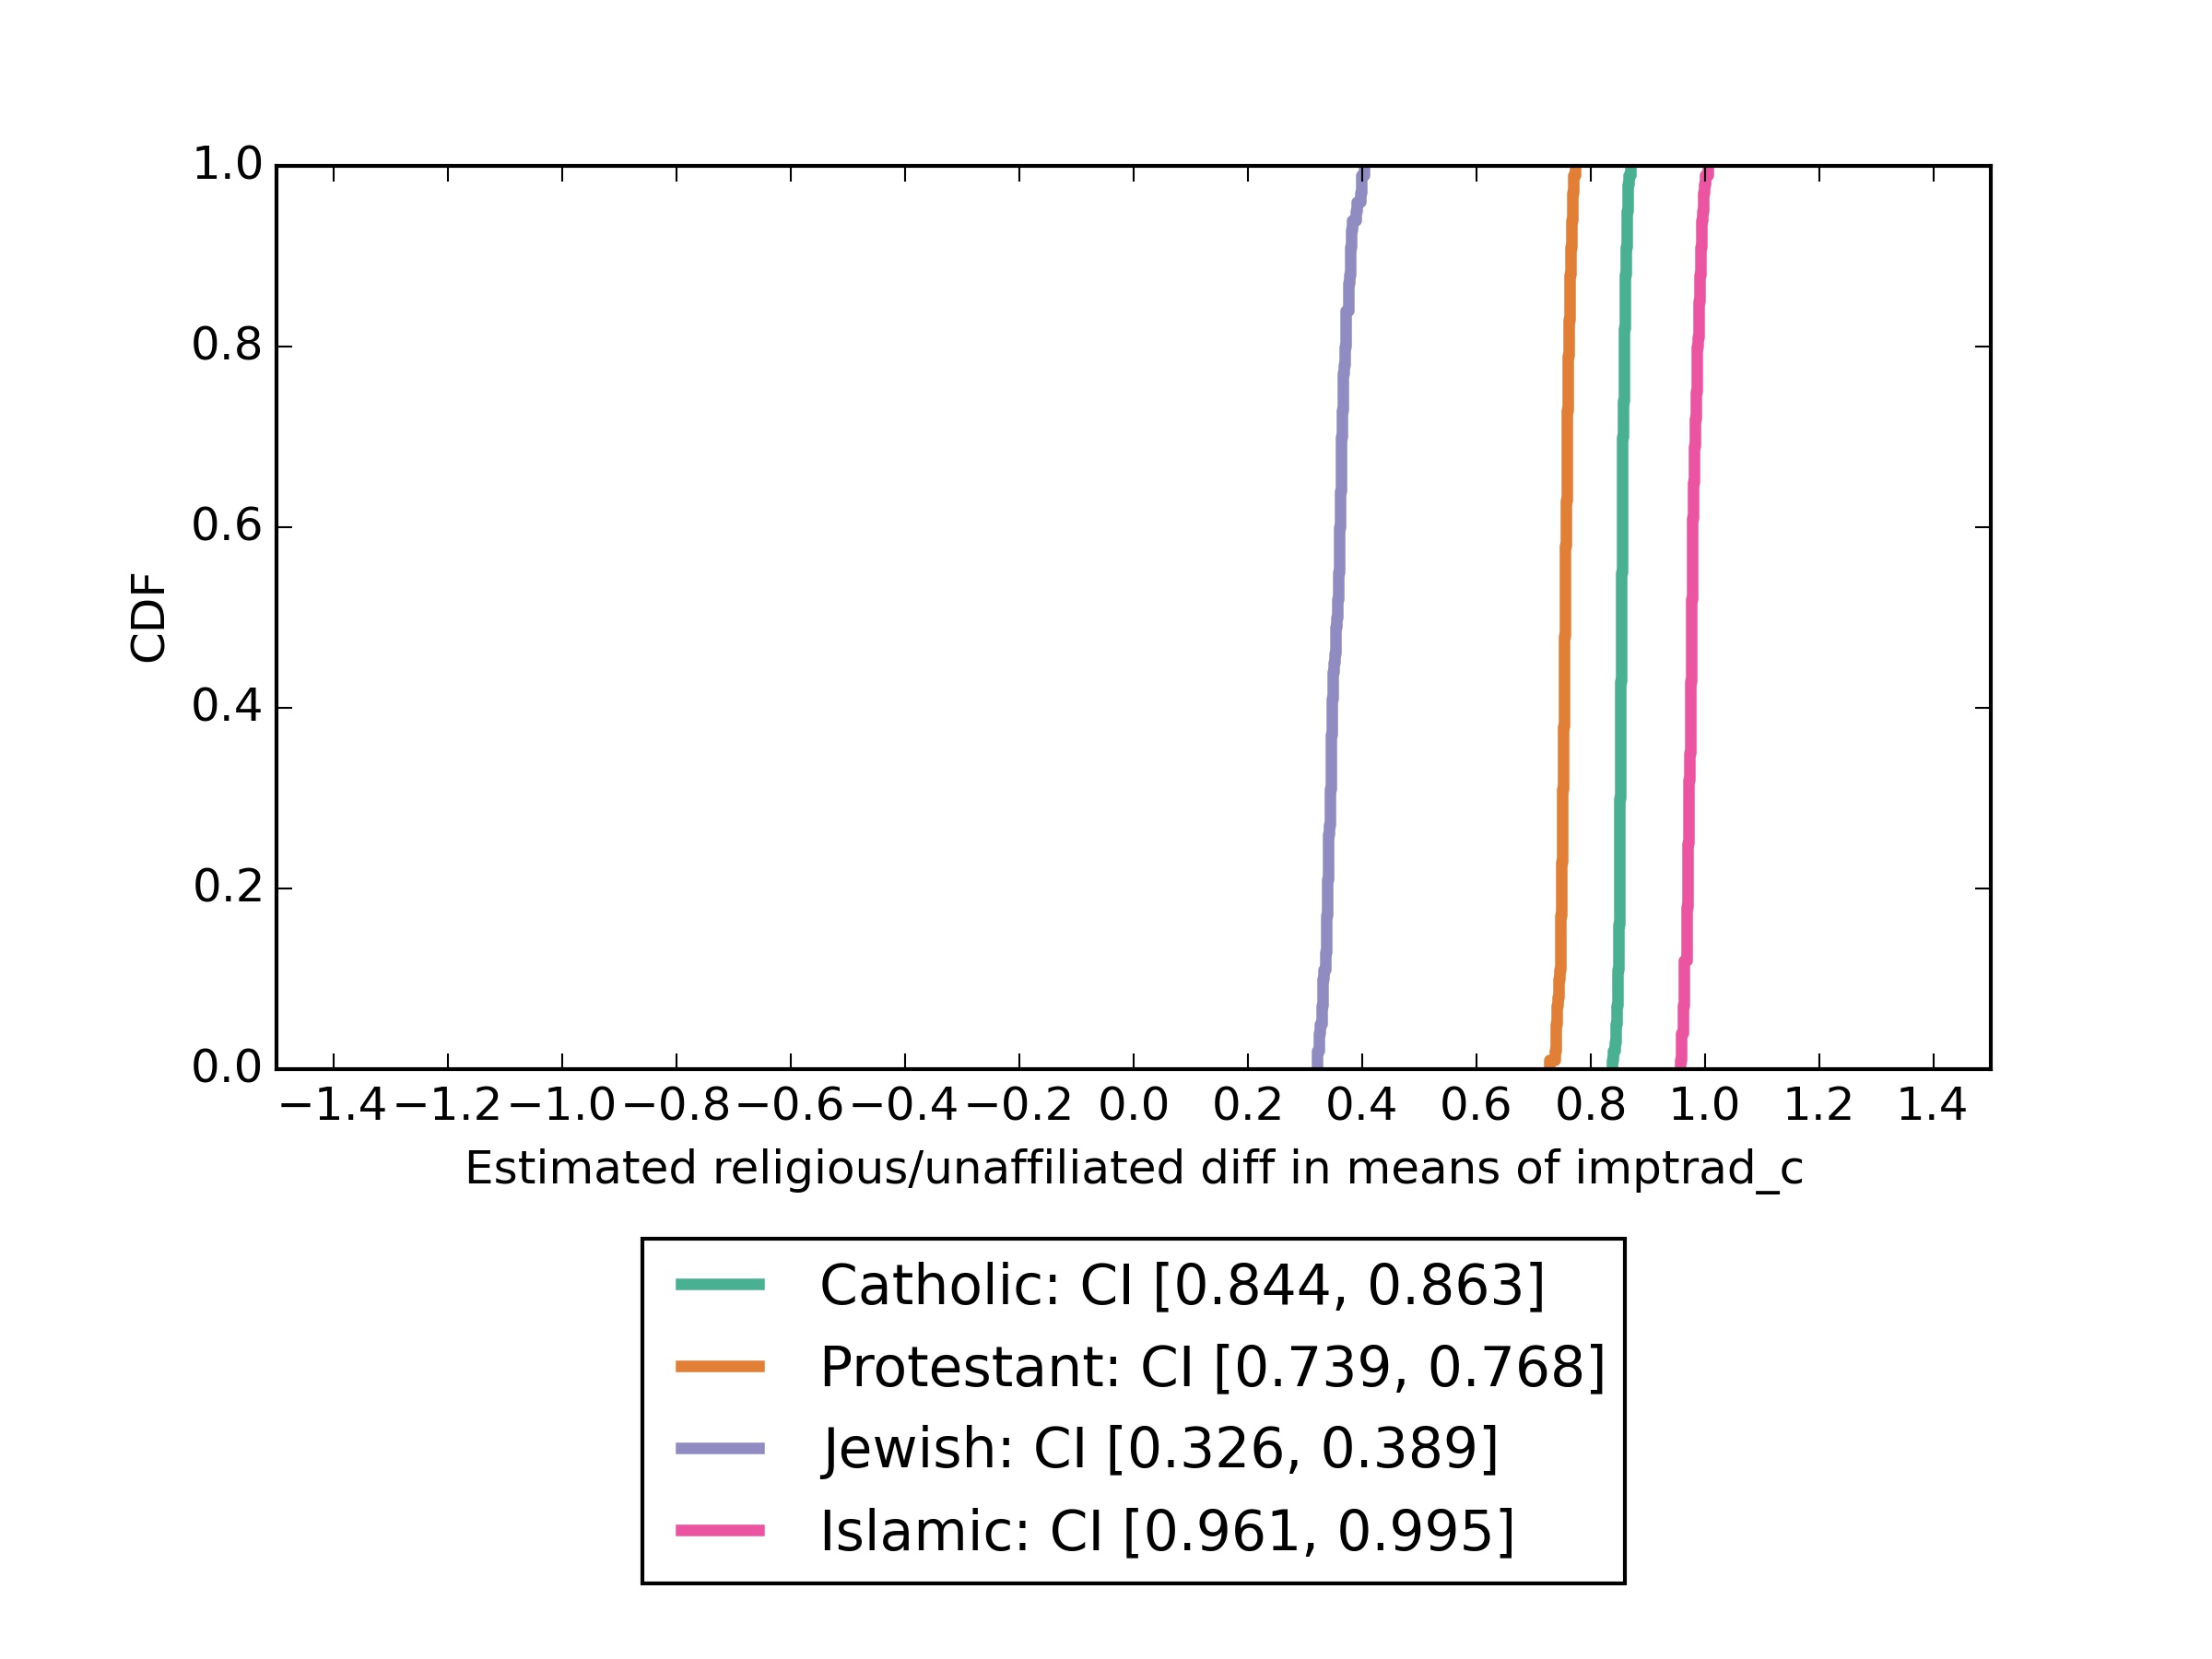 1.0
0.8
0.6
0.4
0.2
0.0
CDF
−1.4 −1.2 −1.0 −0.8 −0.6 −0.4 −0.2 0.0 0.2 0.4 0.6 0.8 1.0 1.2 1.4
Estimated religious/unaffiliated diff in means of imptrad_c
Catholic: CI [0.844, 0.863]
Protestant: CI [0.739, 0.768]
Jewish: CI [0.326, 0.389]
Islamic: CI [0.961, 0.995]